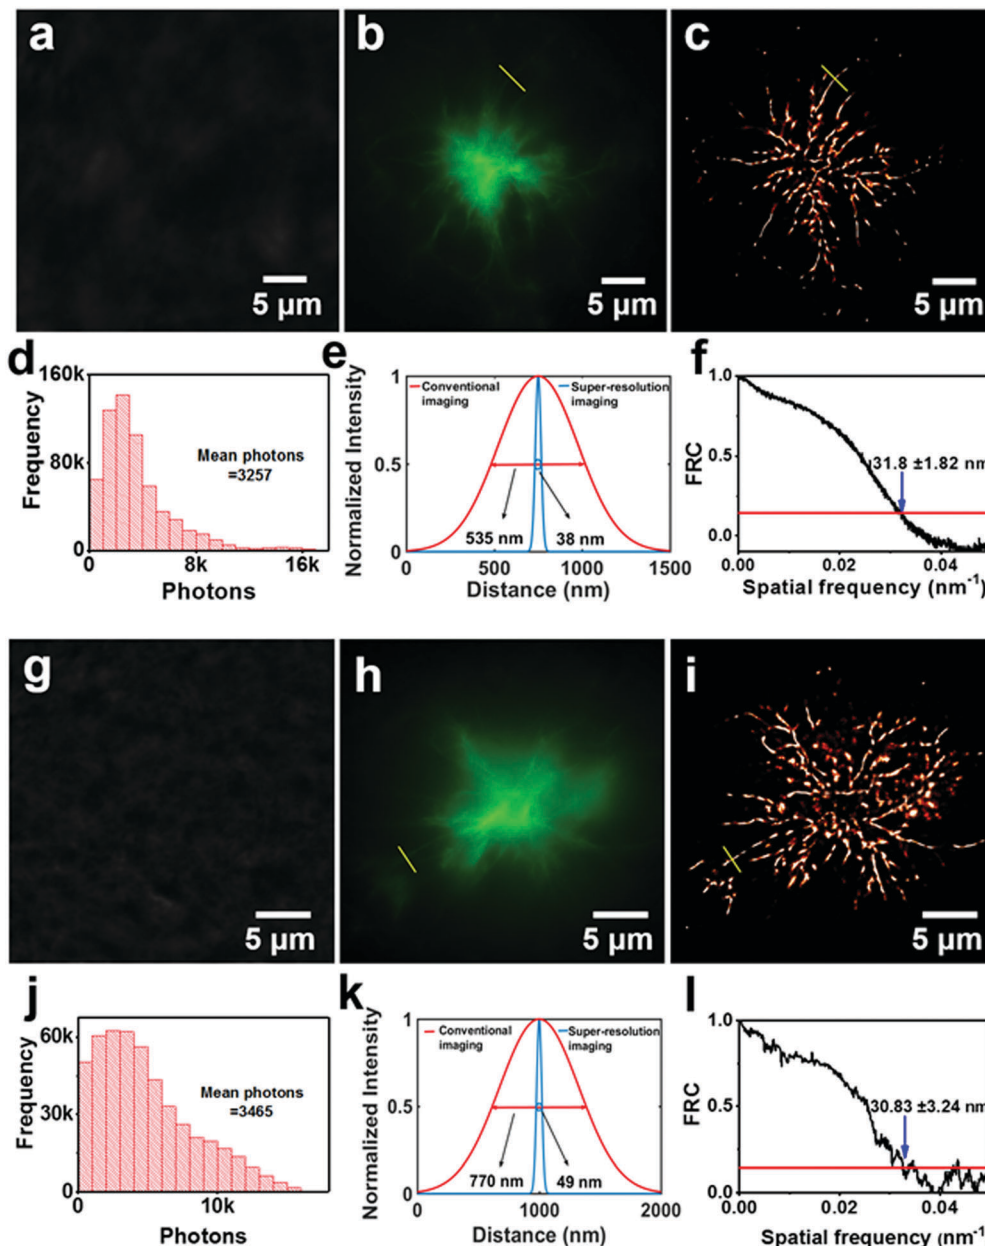 a
b
c
5 µm
5 µm
5 µm
d
160k
Frequency
80k
0
Mean photons
=3257
0
8k
16k
Photons
e
Normalized Intensity
1
0.5
0
Conventional
imaging
Super-resolution
imaging
535 nm
38 nm
0
500
1000
1500
Distance (nm)
f
FRC
1.0
0.5
0.0
31.8 ±1.82 nm
0.00
0.02
0.04
Spatial frequency (nm⁻¹)
g
h
i
5 µm
5 µm
5 µm
j
Frequency
60k
30k
0
Mean photons
=3465
0
10k
Photons
k
Normalized Intensity
1
0.5
0
Conventional
imaging
Super-resolution
imaging
770 nm
49 nm
0
1000
2000
Distance (nm)
l
FRC
1.0
0.5
0.0
30.83 ±3.24 nm
0.00
0.02
0.04
Spatial frequency (nm⁻¹